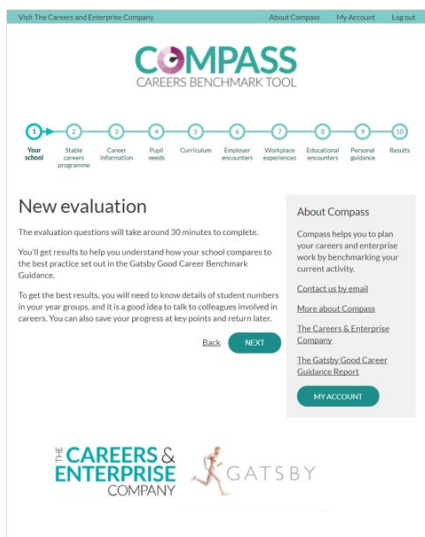 Visit The Careers and Enterprise Company About Compass My Account Log out
COMPASS
CAREERS BENCHMARK TOOL
1 2 3 4 5 6 7 8 9 10
Your school
Stable careers programme
Career information
Pupil needs
Curriculum
Employer encounters
Workplace experiences
Educational encounters
Personal guidance
Results
New evaluation
The evaluation questions will take around 30 minutes to complete.
You'll get results to help you understand how your school compares to
the best practice set out in the Gatsby Good Career Benchmark
Guidance.
To get the best results, you will need to know details of student numbers
in your year groups, and it is a good idea to talk to colleagues involved in
careers. You can also save your progress at key points and return later.
Back NEXT
About Compass
Compass helps you to plan
your careers and enterprise
work by benchmarking your
current activity.
Contact us by email
More about Compass
The Careers & Enterprise
Company
The Gatsby Good Career
Guidance Report
MY ACCOUNT
THE CAREERS &
ENTERPRISE
COMPANY
GATSBY